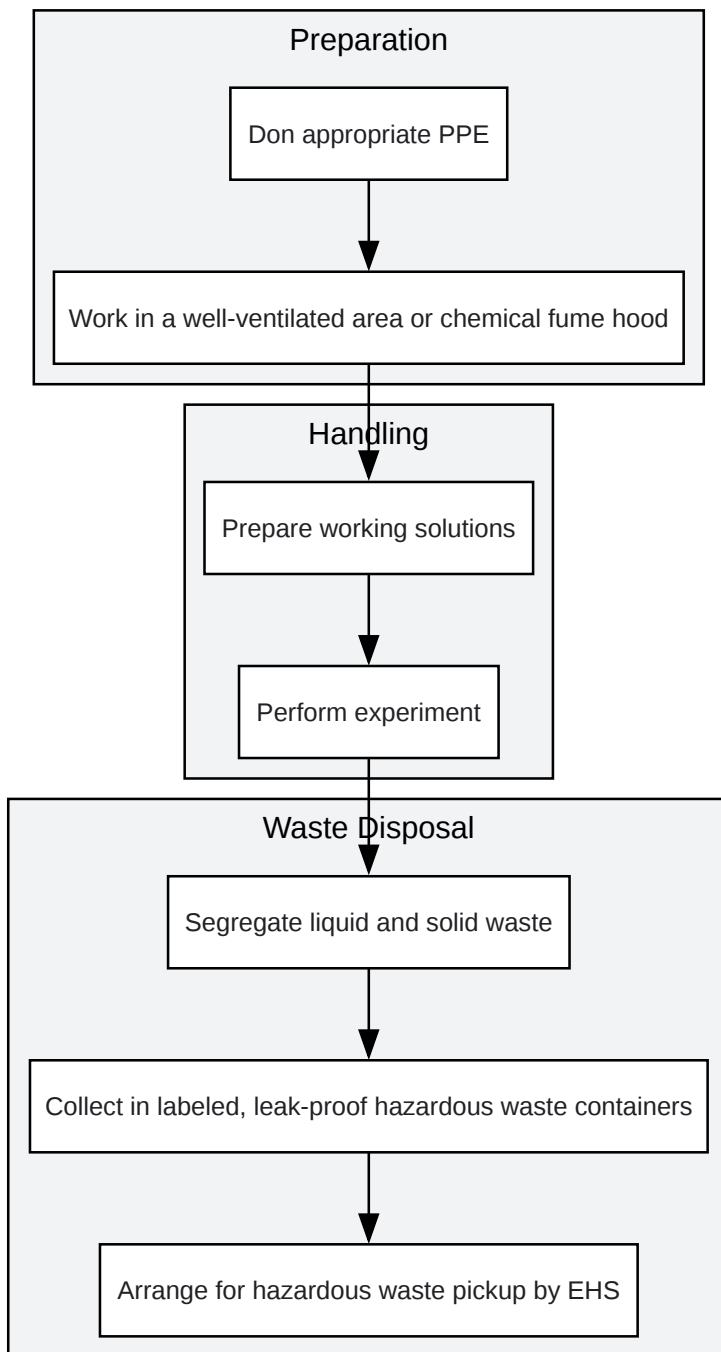 Preparation
Don appropriate PPE
Work in a well-ventilated area or chemical fume hood
Handling
Prepare working solutions
Perform experiment
Waste Disposal
Segregate liquid and solid waste
Collect in labeled, leak-proof hazardous waste containers
Arrange for hazardous waste pickup by EHS